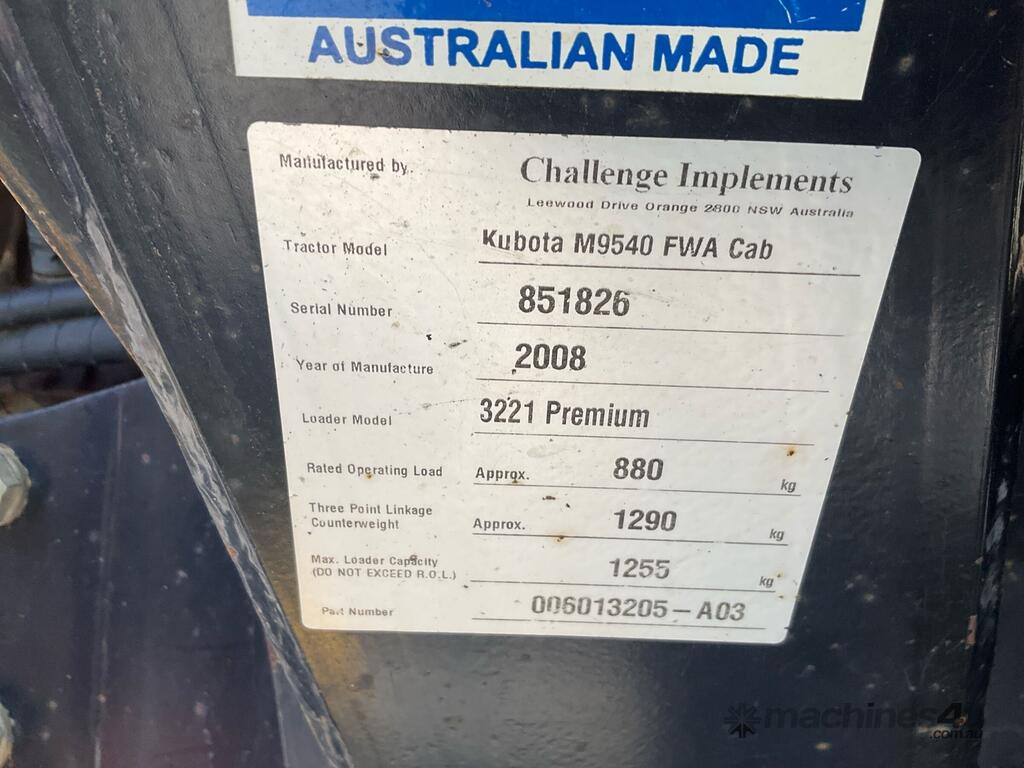 AUSTRALIAN MADE
Manufactured by. Challenge Implements
Leewood Drive Orange 2800 NSW Australia
Tractor Model Kubota M9540 FWA Cab
Serial Number 851826
Year of Manufacture 2008
Loader Model 3221 Premium
Rated Operating Load Approx. 880 kg
Three Point Linkage
Counterweight Approx. 1290 kg
Max. Loader Capacity
(DO NOT EXCEED R.O.L.) 1255 kg
Part Number 006013205-A03
machines4u
.com.au